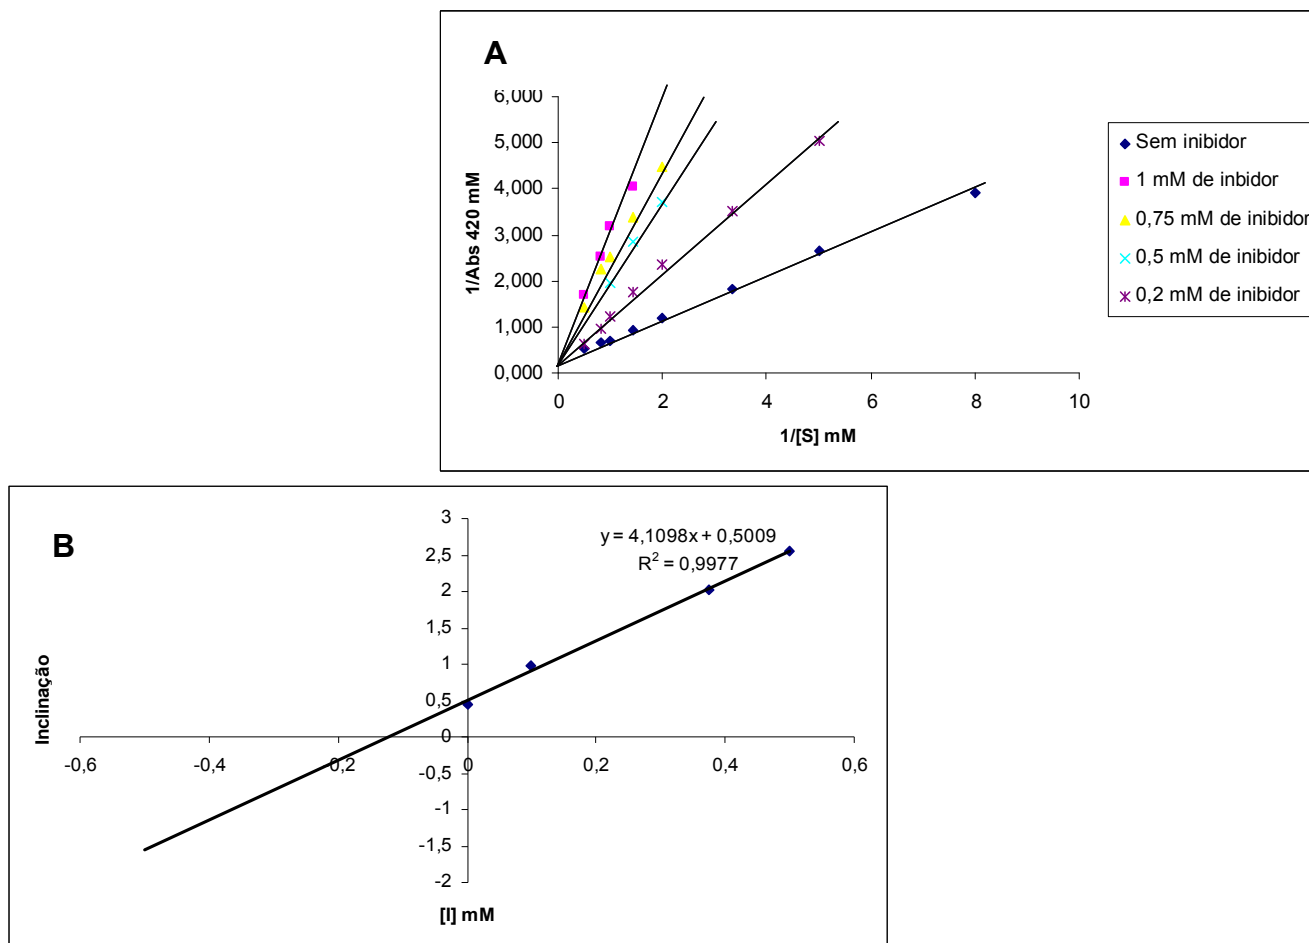 A
6,000
5,000
4,000
3,000
2,000
1,000
0,000
1/Abs 420 mM
0 2 4 6 8 10
1/[S] mM
Sem inibidor
1 mM de inbidor
0,75 mM de inibidor
0,5 mM de inibidor
0,2 mM de inibidor
B
3
2,5
2
1,5
1
0,5
0
-0,5
-1
-1,5
-2
y = 4,1098x + 0,5009
R² = 0,9977
Inclinação
-0,6 -0,4 -0,2 0 0,2 0,4 0,6
[I] mM